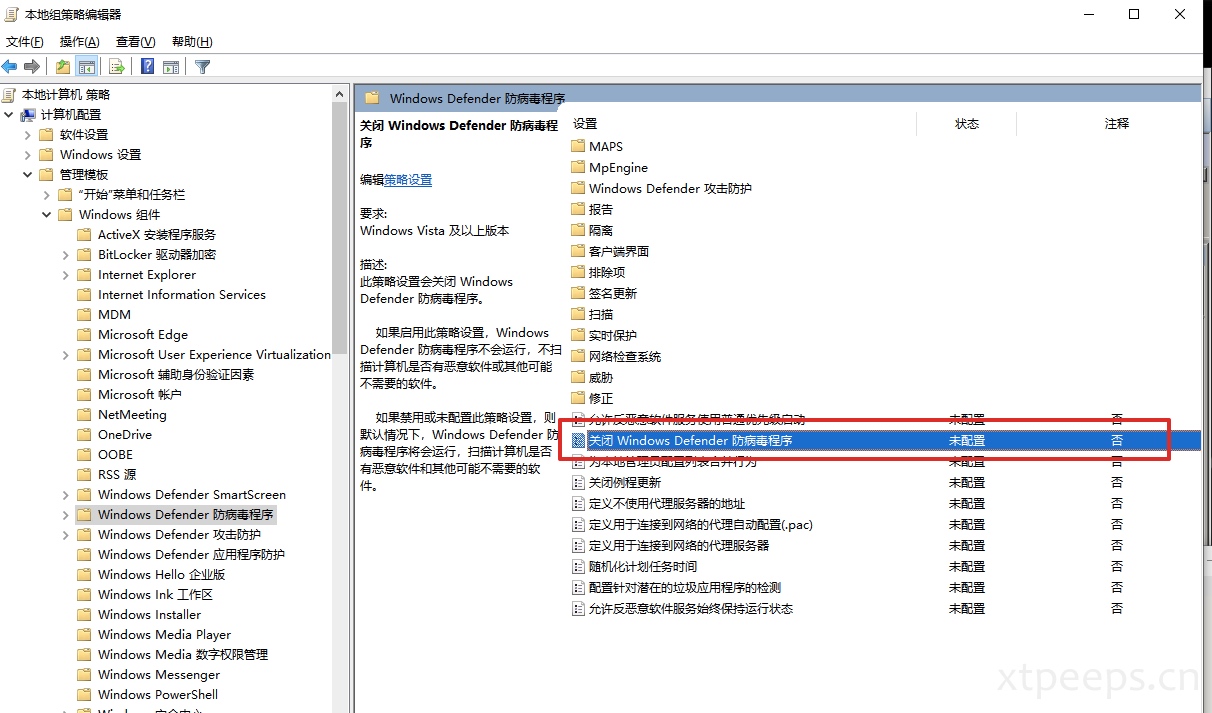 本地组策略编辑器
文件(F) 操作(A) 查看(V) 帮助(H)
本地计算机 策略
计算机配置
软件设置
Windows 设置
管理模板
"开始"菜单和任务栏
Windows 组件
ActiveX 安装程序服务
BitLocker 驱动器加密
Internet Explorer
Internet Information Services
MDM
Microsoft Edge
Microsoft User Experience Virtualization
Microsoft 辅助身份验证因素
Microsoft 帐户
NetMeeting
OneDrive
OOBE
RSS 源
Windows Defender SmartScreen
Windows Defender 防病毒程序
Windows Defender 攻击防护
Windows Defender 应用程序防护
Windows Hello 企业版
Windows Ink 工作区
Windows Installer
Windows Media Player
Windows Media 数字权限管理
Windows Messenger
Windows PowerShell
Windows Defender 防病毒程序
关闭 Windows Defender 防病毒程
序
编辑策略设置
要求:
Windows Vista 及以上版本
描述:
此策略设置会关闭 Windows
Defender 防病毒程序。
如果启用此策略设置，Windows
Defender 防病毒程序不会运行，不扫
描计算机是否有恶意软件或其他可能
不需要的软件。
如果禁用或未配置此策略设置，则
默认情况下，Windows Defender 防
病毒程序将会运行，扫描计算机是否
有恶意软件和其他可能不需要的软
件。
设置 状态 注释
MAPS
MpEngine
Windows Defender 攻击防护
报告
隔离
客户端界面
排除项
签名更新
扫描
实时保护
网络检查系统
威胁
修正
允许反恶意软件服务使用普通优先级启动 未配置 否
关闭 Windows Defender 防病毒程序 未配置 否
为本地管理员配置列表合并行为 未配置 否
关闭例程更新 未配置 否
定义不使用代理服务器的地址 未配置 否
定义用于连接到网络的代理自动配置(.pac) 未配置 否
定义用于连接到网络的代理服务器 未配置 否
随机化计划任务时间 未配置 否
配置针对潜在的垃圾应用程序的检测 未配置 否
允许反恶意软件服务始终保持运行状态 未配置 否
xtpeeps.cn